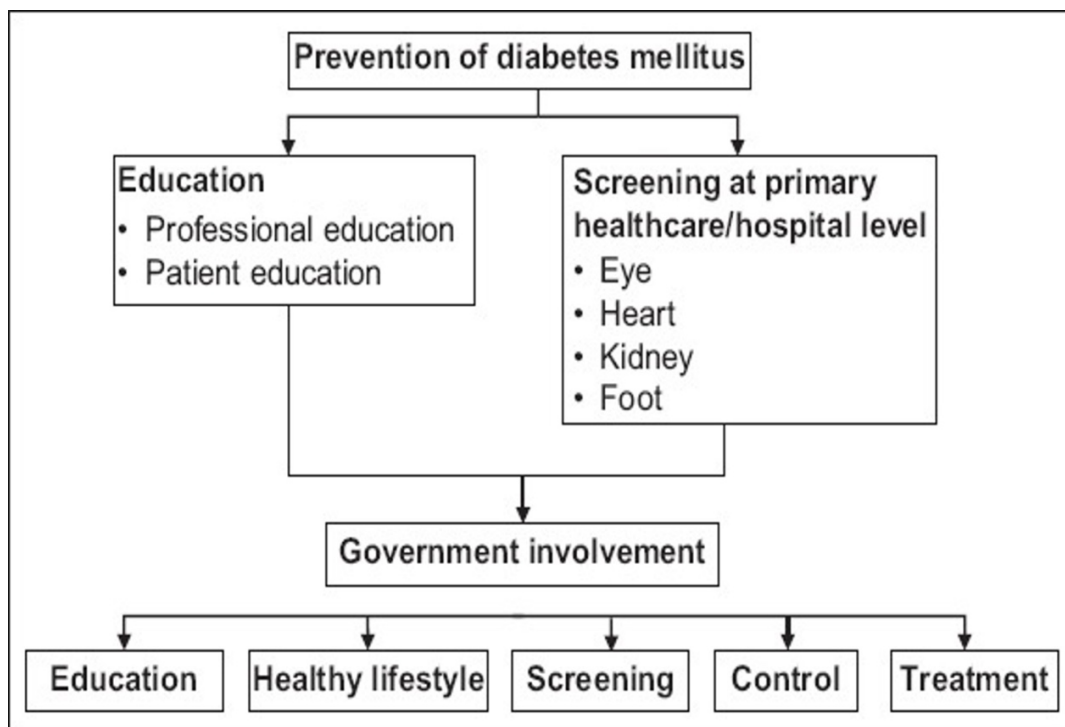 Prevention of diabetes mellitus
Education
• Professional education
• Patient education
Screening at primary
healthcare/hospital level
• Eye
• Heart
• Kidney
• Foot
Government involvement
Education
Healthy lifestyle
Screening
Control
Treatment